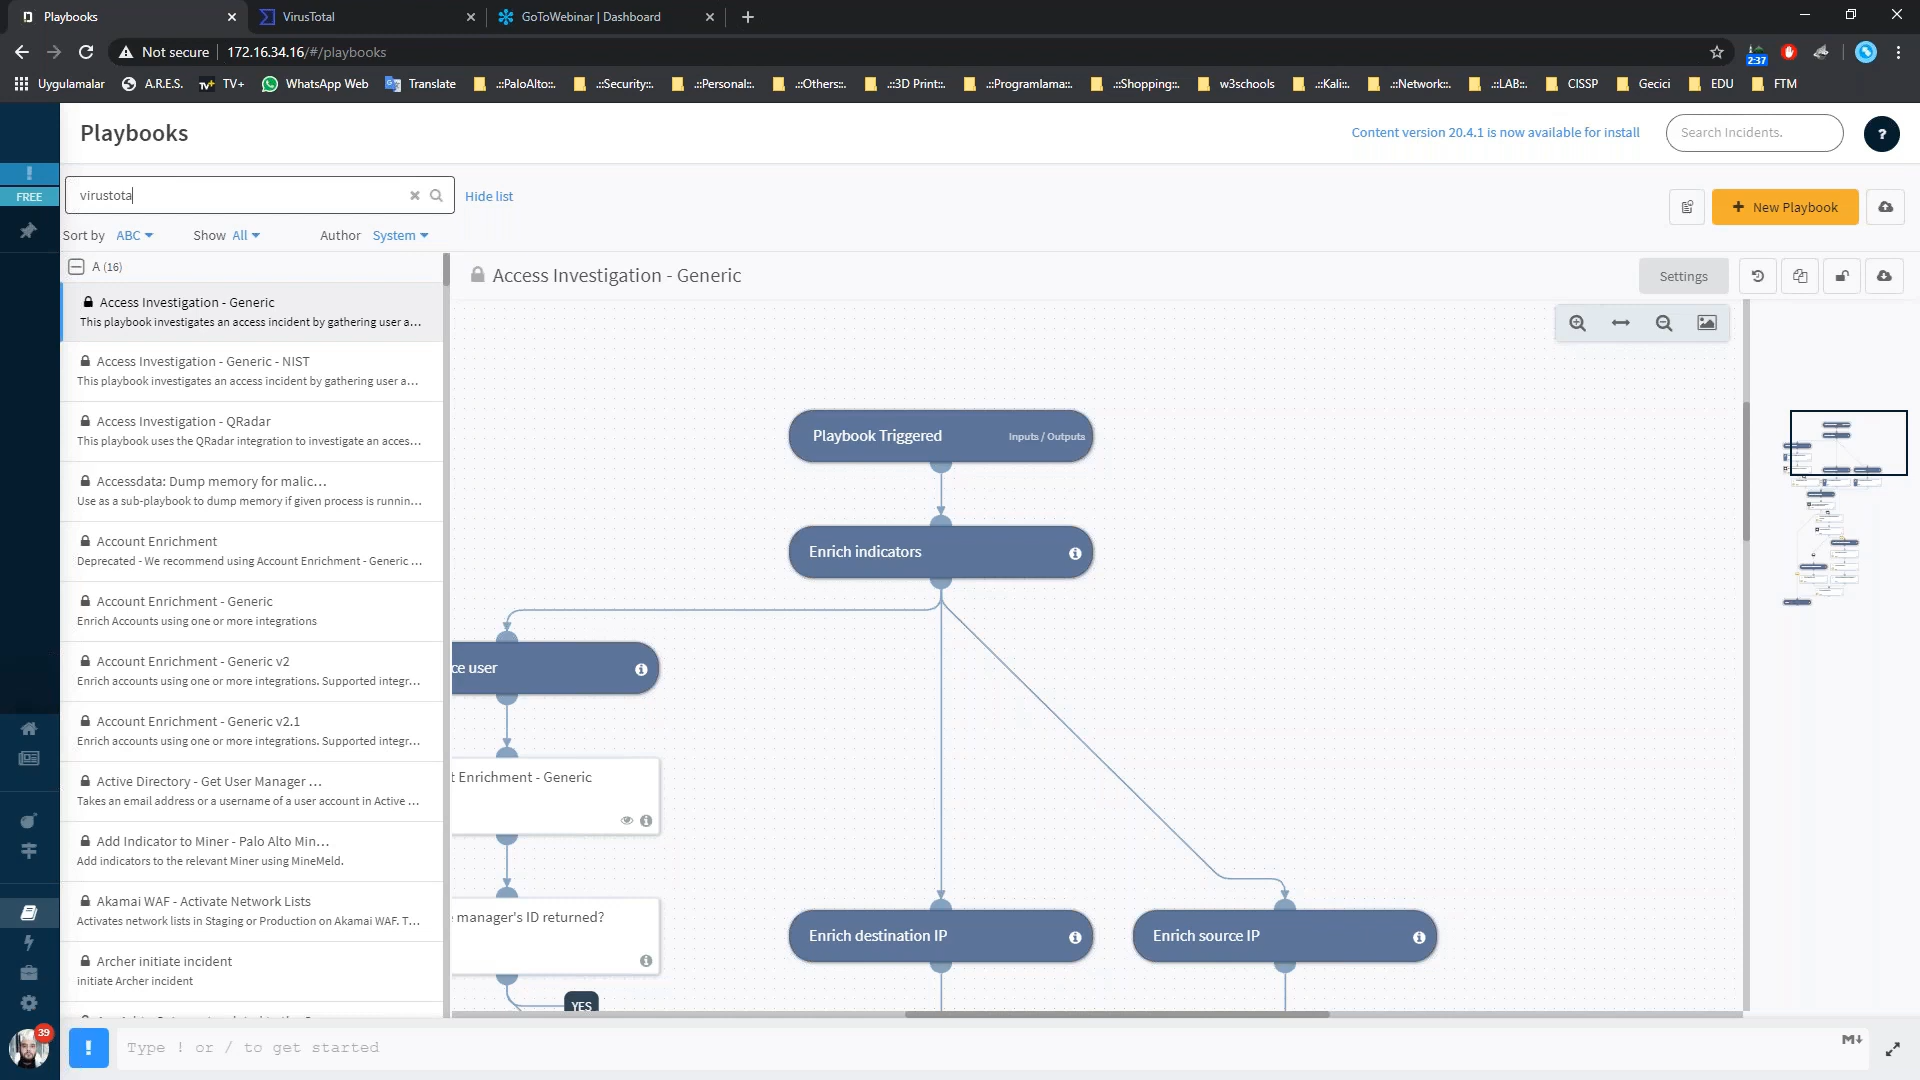 Playbooks
VirusTotal
GoToWebinar | Dashboard
Not secure
172.16.34.16/#/playbooks
2:37
Uygulamalar
A.R.E.S.
TV+
WhatsApp Web
Translate
.::PaloAlto::.
.::Security::.
.::Personal::.
.::Others::.
.::3D Print::.
.::Programlama::.
.::Shopping::.
w3schools
.::Kali::.
.::Network::.
.::LAB::.
CISSP
Gecici
EDU
FTM
Playbooks
Content version 20.4.1 is now available for install
Search Incidents.
?
FREE
virustota
Hide list
New Playbook
Sort by ABC
Show All
Author System
A (16)
Access Investigation - Generic
This playbook investigates an access incident by gathering user a...
Access Investigation - Generic - NIST
This playbook investigates an access incident by gathering user a...
Access Investigation - QRadar
This playbook uses the QRadar integration to investigate an acces...
Accessdata: Dump memory for malic...
Use as a sub-playbook to dump memory if given process is runnin...
Account Enrichment
Deprecated - We recommend using Account Enrichment - Generic ...
Account Enrichment - Generic
Enrich Accounts using one or more integrations
Account Enrichment - Generic v2
Enrich accounts using one or more integrations. Supported integr...
Account Enrichment - Generic v2.1
Enrich accounts using one or more integrations. Supported integr...
Active Directory - Get User Manager ...
Takes an email address or a username of a user account in Active ...
Add Indicator to Miner - Palo Alto Min...
Add indicators to the relevant Miner using MineMeld.
Akamai WAF - Activate Network Lists
Activates network lists in Staging or Production on Akamai WAF. T...
Archer initiate incident
initiate Archer incident
Access Investigation - Generic
Settings
Playbook Triggered
Inputs / Outputs
Enrich indicators
ce user
t Enrichment - Generic
manager's ID returned?
YES
Enrich destination IP
Enrich source IP
39
!
Type ! or / to get started
M